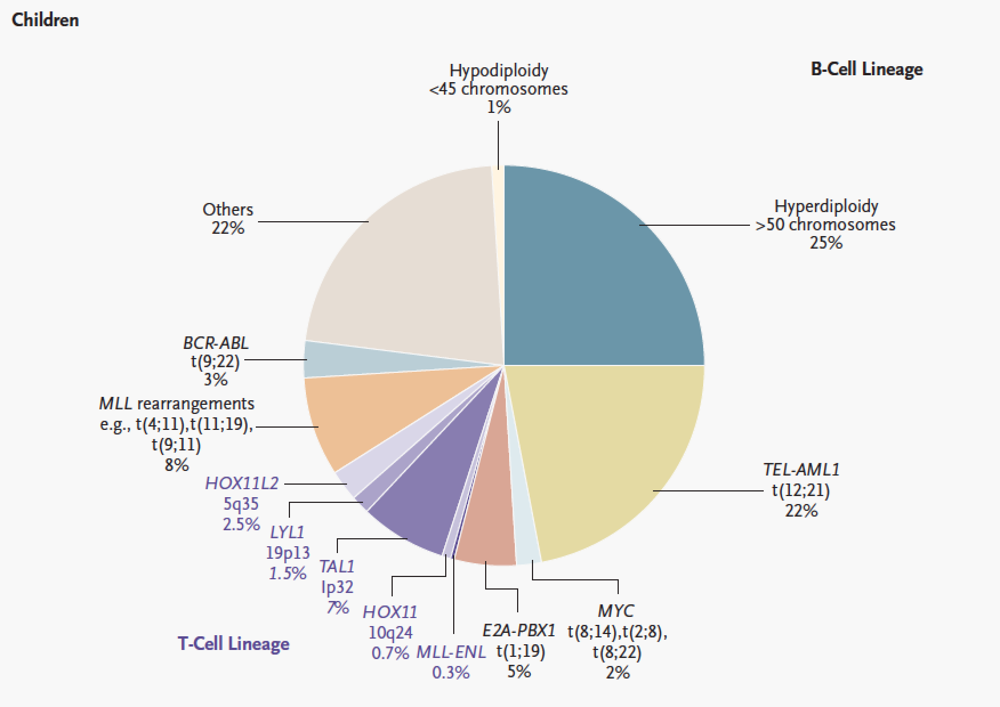 Children
B-Cell Lineage
Hypodiploidy
<45 chromosomes
1%
Hyperdiploidy
>50 chromosomes
25%
Others
22%
BCR-ABL
t(9;22)
3%
MLL rearrangements
e.g., t(4;11),t(11;19),
t(9;11)
8%
TEL-AML1
t(12;21)
22%
HOX11L2
5q35
2.5%
LYL1
19p13
1.5%
TAL1
lp32
7%
HOX11
10q24
0.7%
MLL-ENL
0.3%
E2A-PBX1
t(1;19)
5%
MYC
t(8;14),t(2;8),
t(8;22)
2%
T-Cell Lineage